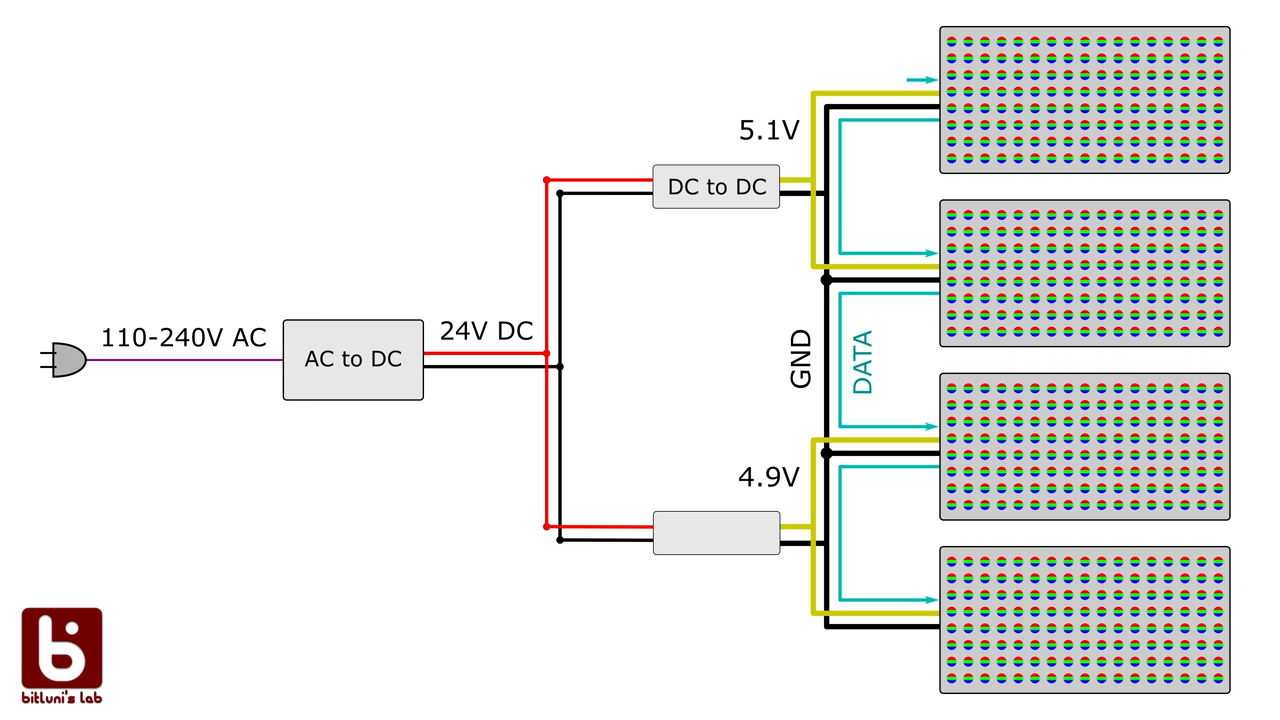 5.1V
DC to DC
110-240V AC
AC to DC
24V DC
GND
DATA
4.9V
bitluni's lab